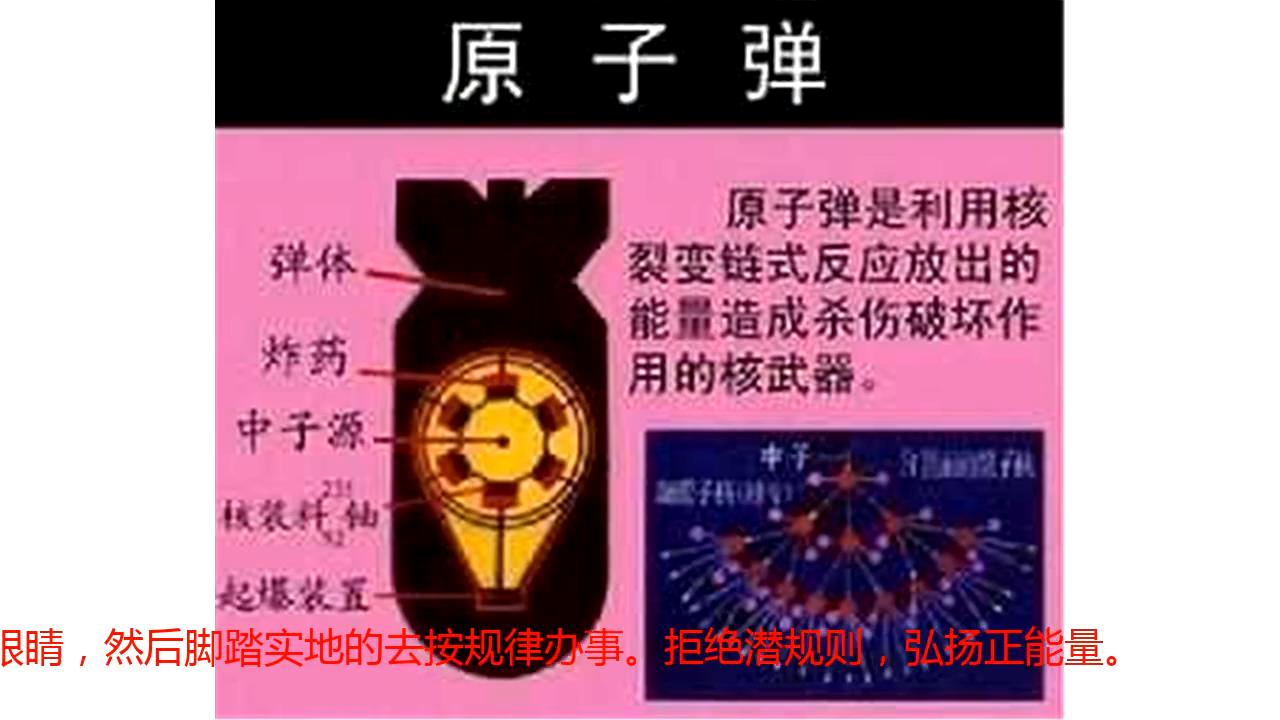 原子弹
原子弹是利用核
裂变链式反应放出的
能量造成杀伤破坏作
用的核武器。
弹体
炸药
中子源
核装料 235 92 铀
起爆装置
中子
眼睛，然后脚踏实地的去按规律办事。拒绝潜规则，弘扬正能量。